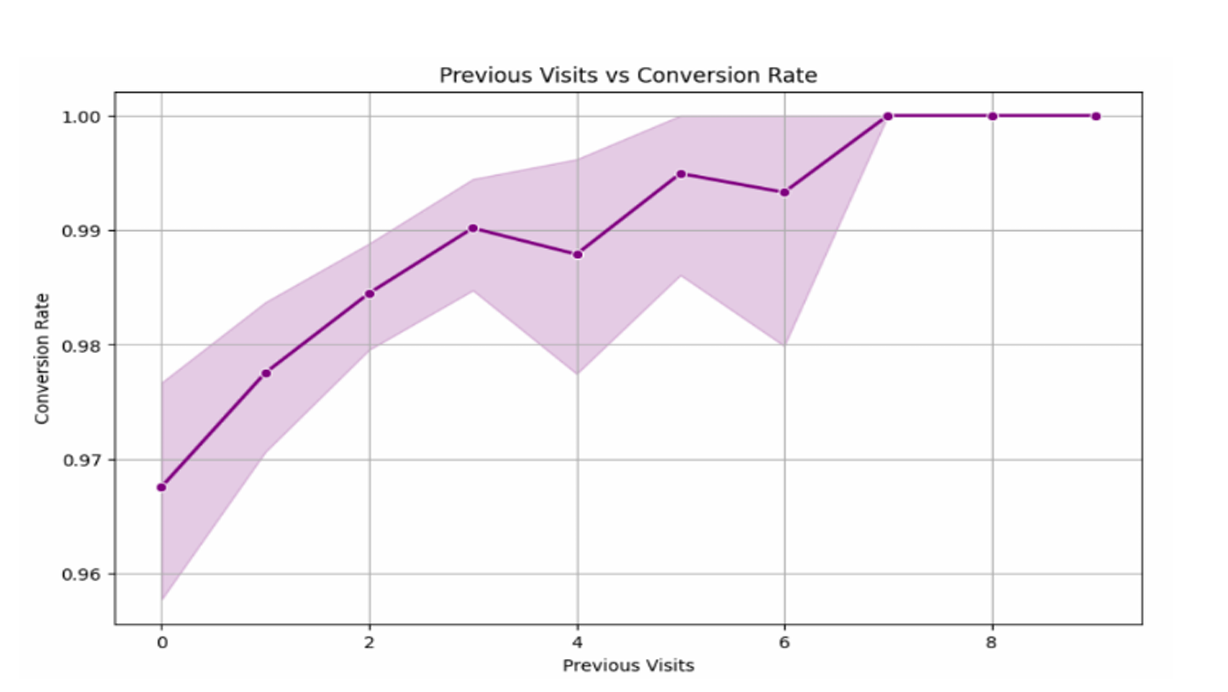 Previous Visits vs Conversion Rate
Conversion Rate
1.00
0.99
0.98
0.97
0.96
0 2 4 6 8
Previous Visits